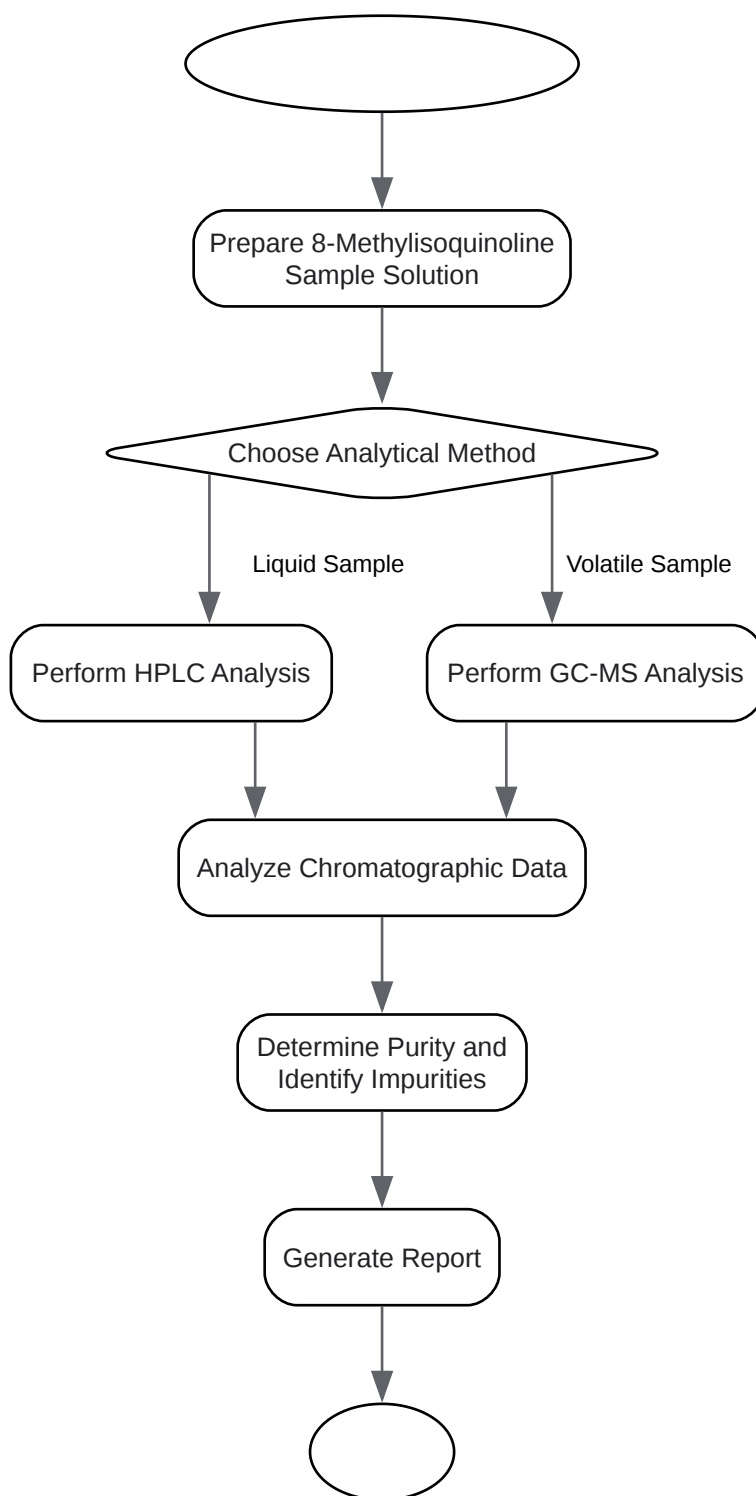 Prepare 8-Methylisoquinoline
Sample Solution
Choose Analytical Method
Liquid Sample
Volatile Sample
Perform HPLC Analysis
Perform GC-MS Analysis
Analyze Chromatographic Data
Determine Purity and
Identify Impurities
Generate Report